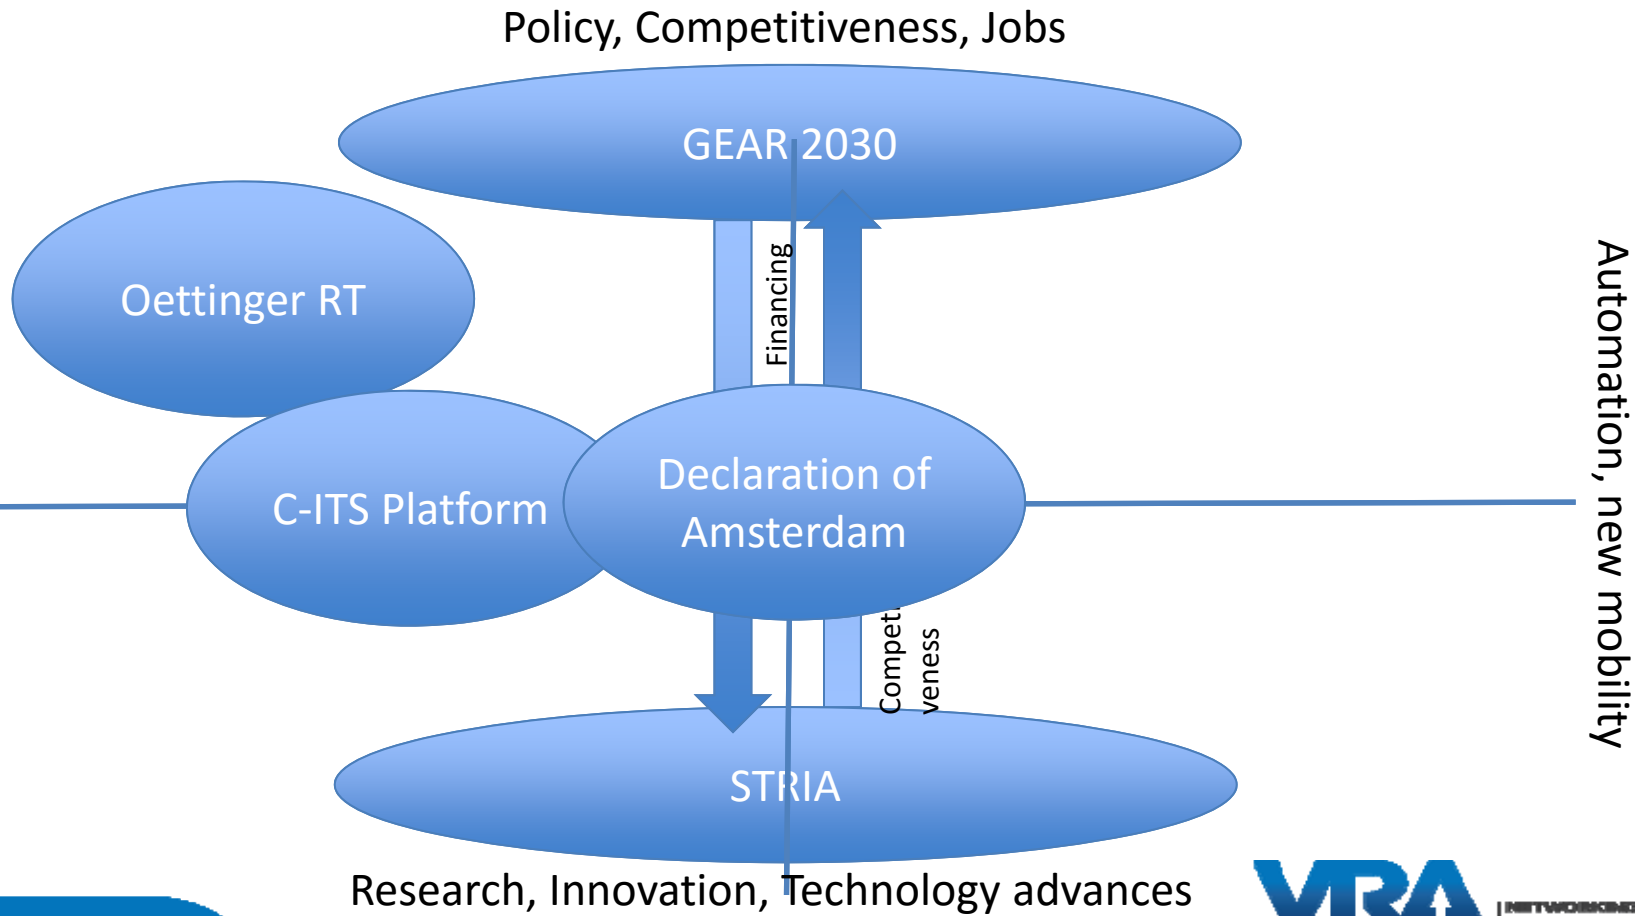 Policy, Competitiveness, Jobs
GEAR 2030
Oettinger RT
Financing
Automation, new mobility
C-ITS Platform
Declaration of
Amsterdam
Competi
veness
STRIA
Research, Innovation, Technology advances
VRA